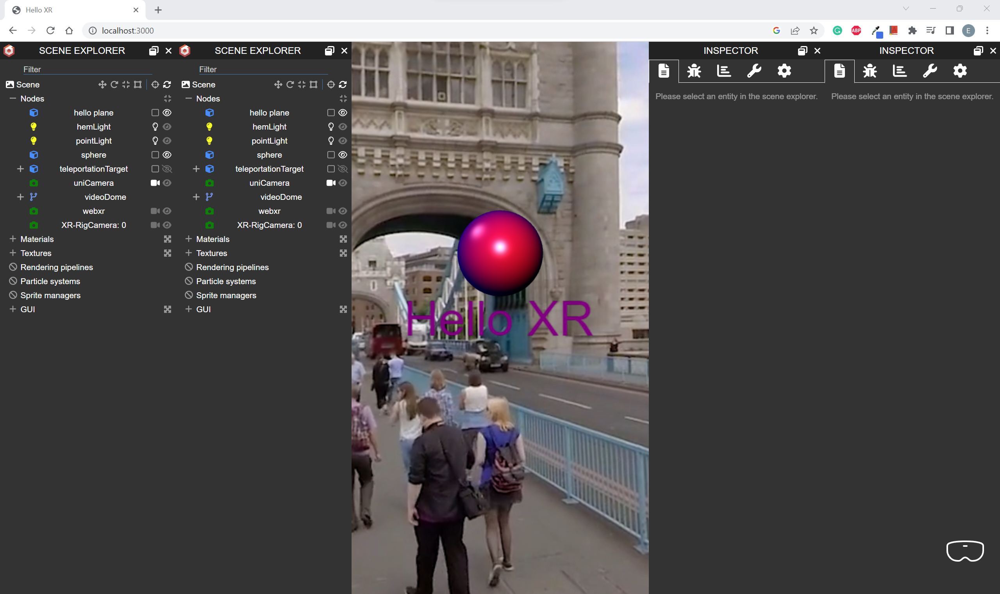 Hello XR
localhost:3000
ABP
E
SCENE EXPLORER
Filter
Scene
Nodes
hello plane
hemLight
pointLight
sphere
teleportationTarget
uniCamera
videoDome
webxr
XR-RigCamera: 0
Materials
Textures
Rendering pipelines
Particle systems
Sprite managers
GUI
SCENE EXPLORER
Filter
Scene
Nodes
hello plane
hemLight
pointLight
sphere
teleportationTarget
uniCamera
videoDome
webxr
XR-RigCamera: 0
Materials
Textures
Rendering pipelines
Particle systems
Sprite managers
GUI
Hello XR
INSPECTOR
Please select an entity in the scene explorer.
INSPECTOR
Please select an entity in the scene explorer.